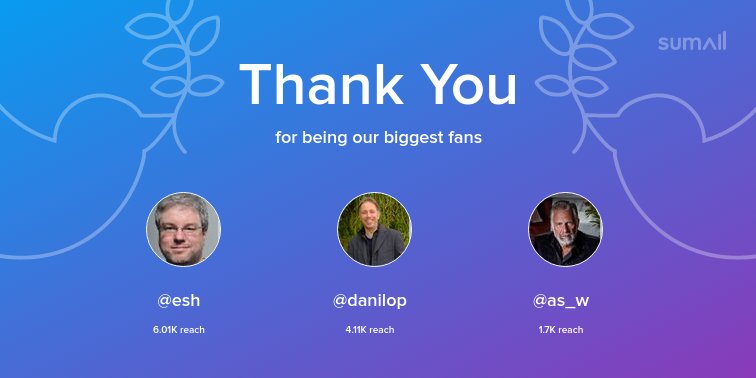 sumall
Thank You
for being our biggest fans
@esh
@danilop
@as_w
6.01K reach
4.11K reach
1.7K reach